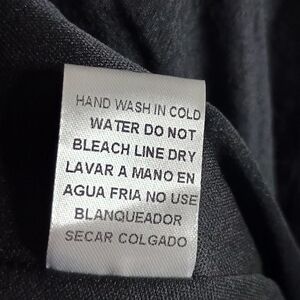 HAND WASH IN COLD
WATER DO NOT
BLEACH LINE DRY
LAVAR A MANO EN
AGUA FRIA NO USE
BLANQUEADOR
SECAR COLGADO